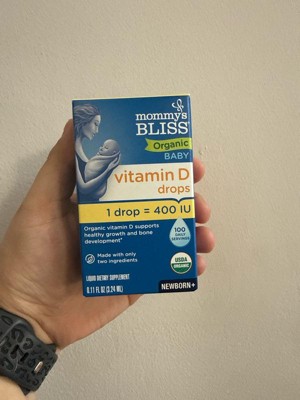 mommy's
BLISS®
Organic
BABY
vitamin D
drops
1 drop = 400 IU
Organic vitamin D supports
healthy growth and bone
development*
100
DAILY
SERVINGS
Made with only
two ingredients
USDA
ORGANIC
LIQUID DIETARY SUPPLEMENT
0.11 FL OZ (3.24 mL)
NEWBORN+